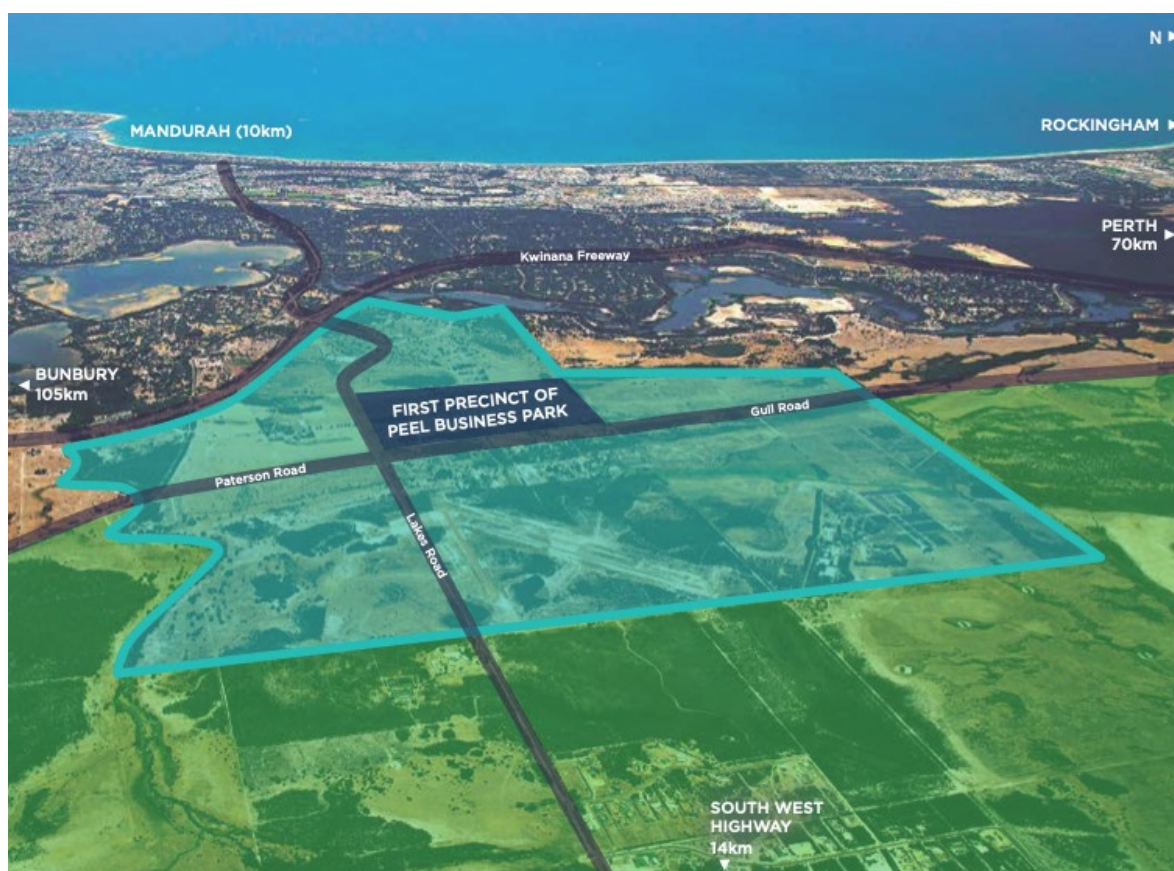 N
MANDURAH (10km)
ROCKINGHAM
PERTH
70km
Kwinana Freeway
BUNBURY
105km
FIRST PRECINCT OF
PEEL BUSINESS PARK
Gull Road
Paterson Road
Lakes Road
SOUTH WEST
HIGHWAY
14km